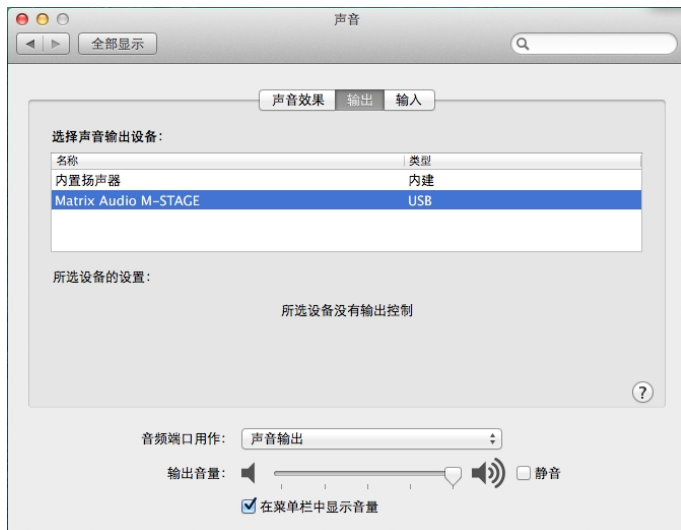 声音
全部显示
声音效果 输出 输入
选择声音输出设备:
名称 类型
内置扬声器 内建
Matrix Audio M-STAGE USB
所选设备的设置:
所选设备没有输出控制
?
音频端口用作: 声音输出
输出音量: 静音
在菜单栏中显示音量